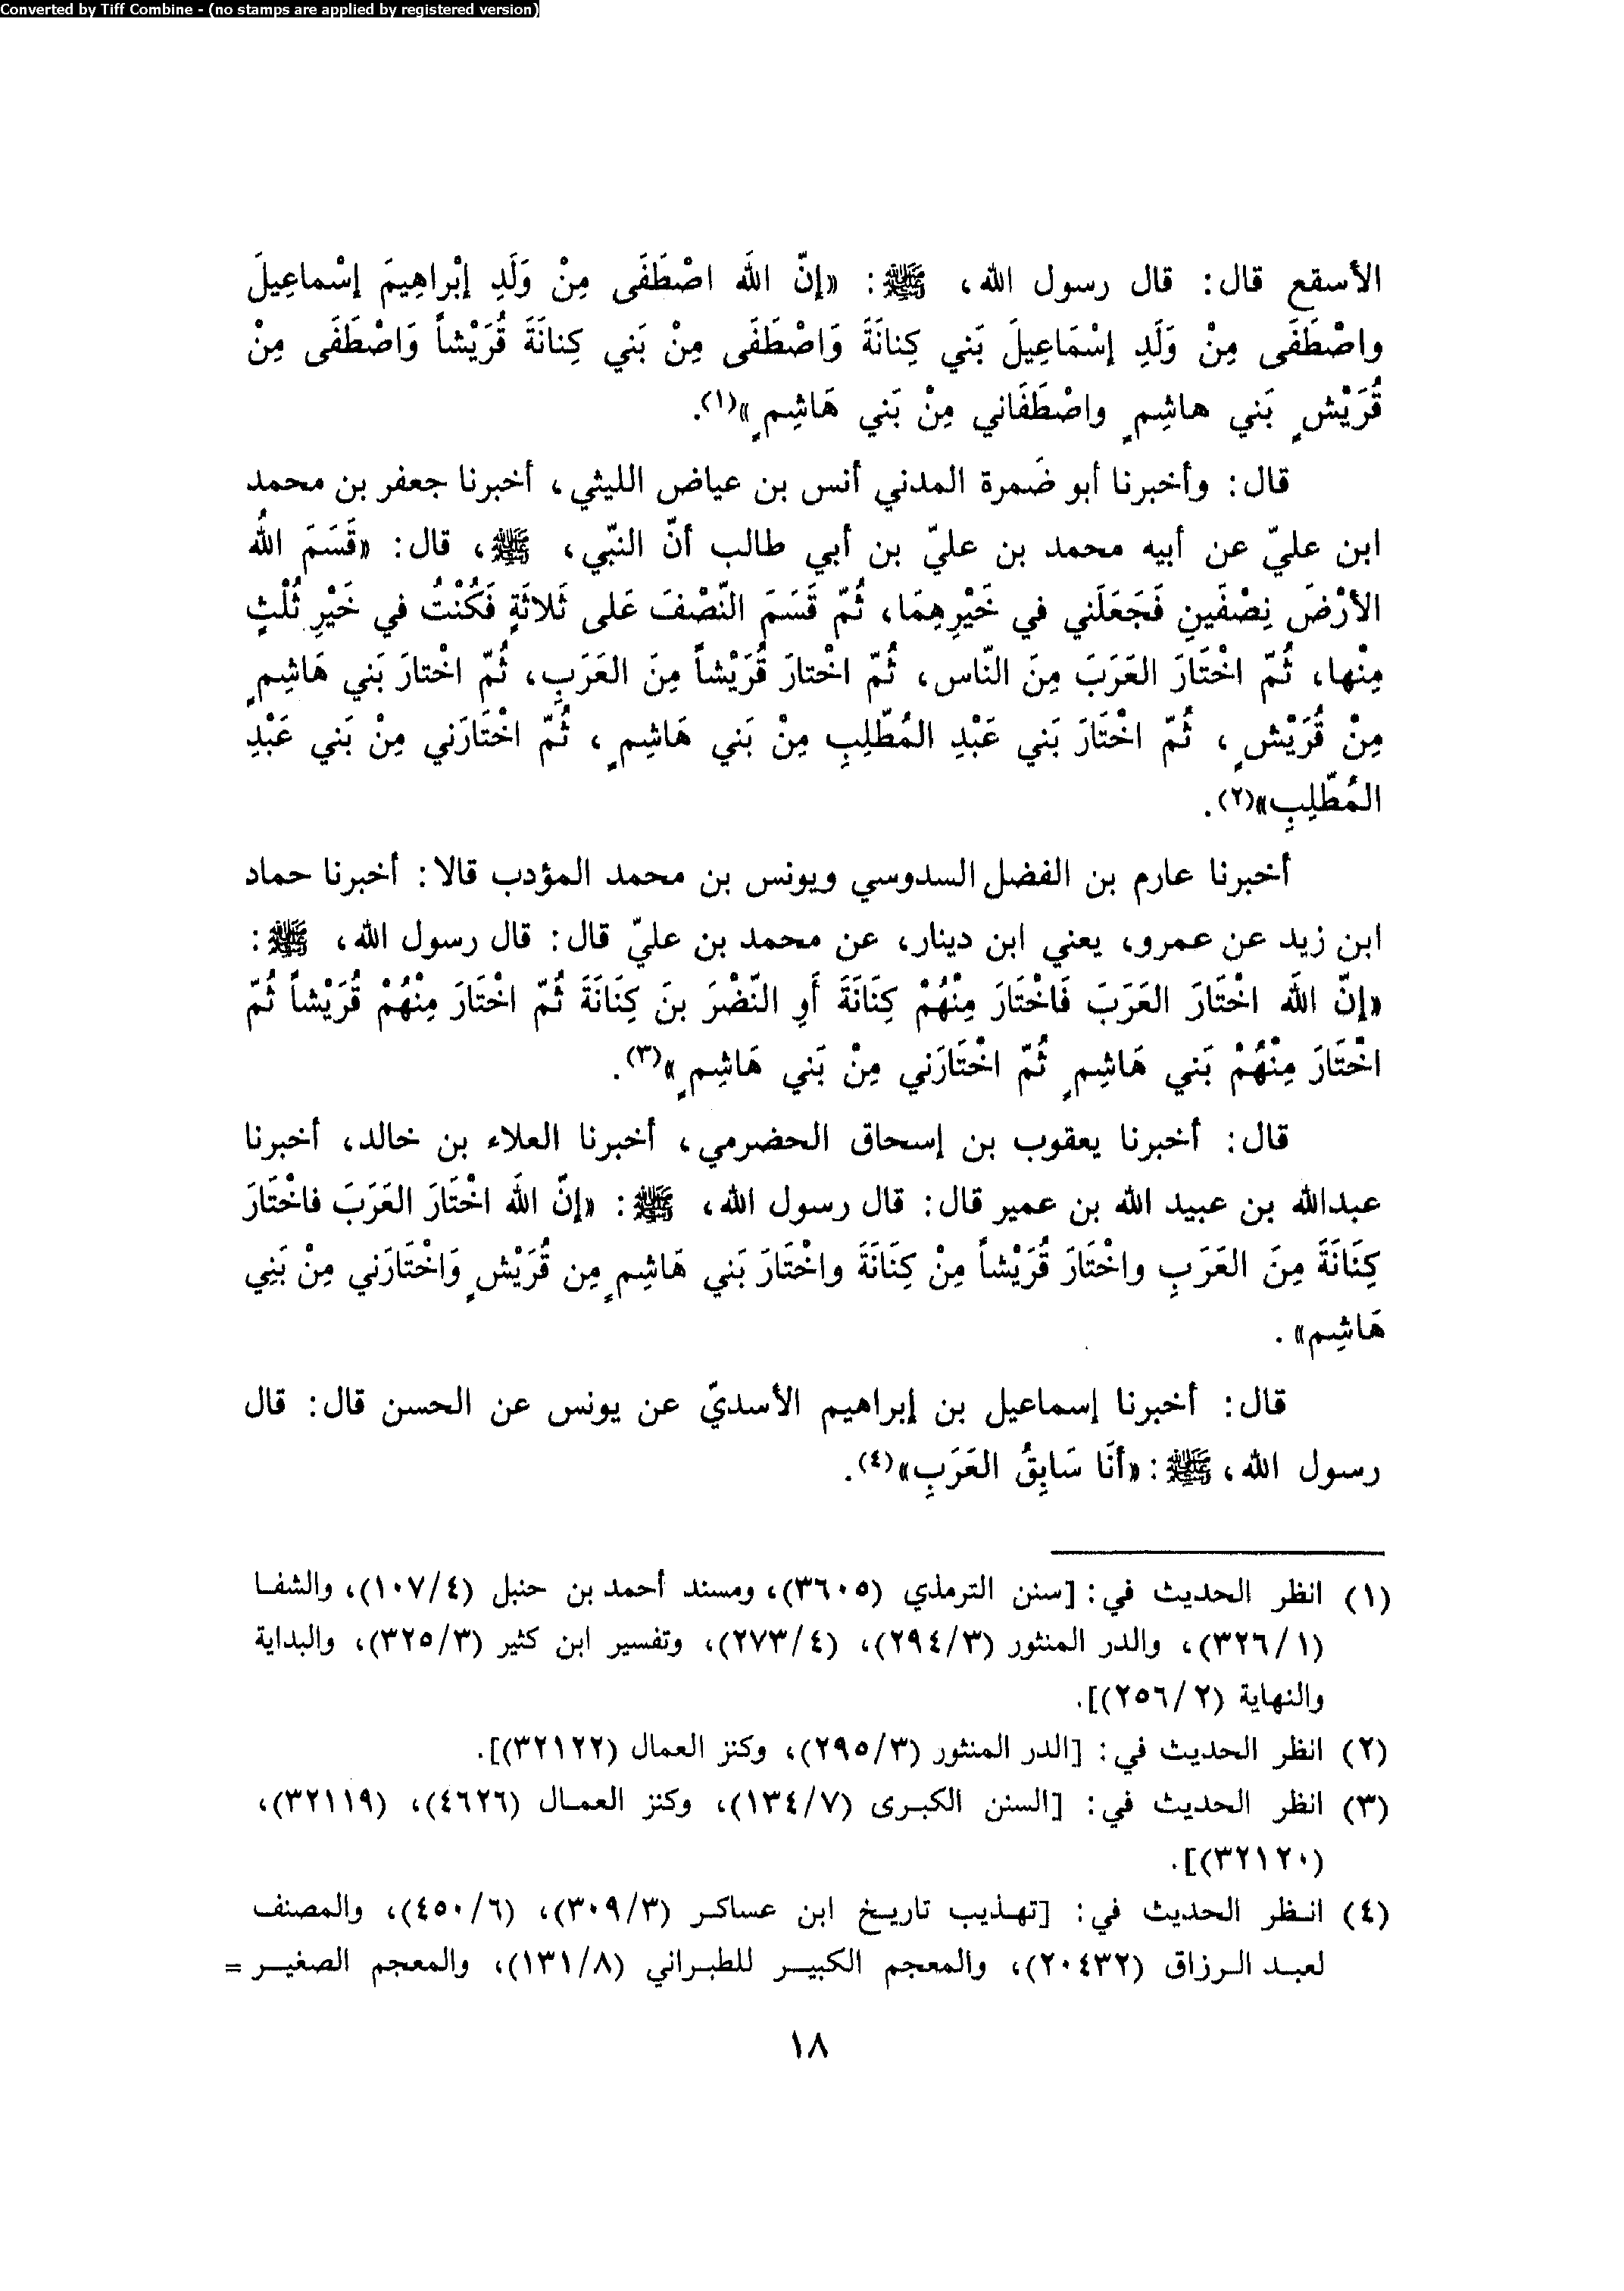 Converted by Tiff Combine - (no stamps are applied by registered version)
الأسقع قال: قال رسول الله، ﷺ: «إنّ اللَه اصْطَفَى مِنْ وَلَدِ إبْراهِيمَ إسْماعِيلَ
واصْطَفَى مِنْ وَلَدِ إسْمَاعِيلَ بَني كِنانَةَ وَاصْطَفَى مِنْ بَني كِنانَةَ قُرَيْشاً وَاصْطَفَى مِنْ
قُرَيْشٍ بَني هاشِمٍ واصْطَفَاني مِنْ بَني هَاشِمٍ»(١).
قال: وأخبرنا أبو ضَمرة المدني أنس بن عياض الليثي، أخبرنا جعفر بن محمد
ابن عليّ عن أبيه محمد بن عليّ بن أبي طالب أنّ النبّي، ﷺ، قال: «قَسَمَ اللهُ
الأرْضَ نِصْفَينِ فَجَعَلَني في خَيْرِهِمَا، ثُمّ قَسَمَ النّصْفَ عَلى ثَلاثَةٍ فَكُنْتُ في خَيْرِ ثُلْثٍ
مِنْها، ثُمّ اخْتَارَ العَرَبَ مِنَ النّاس، ثُمّ اخْتارَ قُرَيْشاً مِنَ العَرَبِ، ثُمّ اخْتارَ بَني هَاشِمٍ
مِنْ قُرَيْشٍ، ثُمّ اخْتَارَ بَني عَبْدِ المُطّلِبِ مِنْ بَني هَاشِمٍ، ثُمّ اخْتَارَني مِنْ بَني عَبْدِ
المُطّلِبِ»(٢).
أخبرنا عارم بن الفضل السدوسي ويونس بن محمد المؤدب قالا: أخبرنا حماد
ابن زيد عن عمرو، يعني ابن دينار، عن محمد بن عليّ قال: قال رسول الله، ﷺ:
«إنّ اللَه اخْتَارَ العَرَبَ فَاخْتَارَ مِنْهُمْ كِنَانَةَ أوِ النّضْرَ بنَ كِنَانَةَ ثُمّ اخْتَارَ مِنْهُمْ قُرَيْشاً ثُمّ
اخْتَارَ مِنْهُمْ بَني هَاشِمٍ ثُمّ اخْتَارَني مِنْ بَني هَاشِمٍ»(٣).
قال: أخبرنا يعقوب بن إسحاق الحضرمي، أخبرنا العلاء بن خالد، أخبرنا
عبدالله بن عبيد الله بن عمير قال: قال رسول الله، ﷺ: «إنّ اللَه اخْتَارَ العَرَبَ فاخْتَارَ
كِنَانَةَ مِنَ العَرَبِ واخْتَارَ قُرَيْشاً مِنْ كِنَانَةَ واخْتَارَ بَني هَاشِمٍ مِن قُرَيْشٍ وَاخْتَارَني مِنْ بَنِي
هَاشِم».
قال: أخبرنا إسماعيل بن إبراهيم الأسديّ عن يونس عن الحسن قال: قال
رسول الله، ﷺ: «أنَا سَابِقُ العَرَبِ»(٤).
(١) انظر الحديث في: [سنن الترمذي (٣٦٠٥)، ومسند أحمد بن حنبل (١٠٧/٤)، والشفا
(٣٢٦/١)، والدر المنثور (٢٩٤/٣)، (٢٧٣/٤)، وتفسير ابن كثير (٣٢٥/٣)، والبداية
والنهاية (٢٥٦/٢)].
(٢) انظر الحديث في: [الدر المنثور (٢٩٥/٣)، وكنز العمال (٣٢١٢٢)].
(٣) انظر الحديث في: [السنن الكبرى (١٣٤/٧)، وكنز العمال (٤٦٢٦)، (٣٢١١٩)،
(٣٢١٢٠)].
(٤) انظر الحديث في: [تهذيب تاريخ ابن عساكر (٣٠٩/٣)، (٤٥٠/٦)، والمصنف
لعبد الرزاق (٢٠٤٣٢)، والمعجم الكبير للطبراني (١٣١/٨)، والمعجم الصغير =
١٨